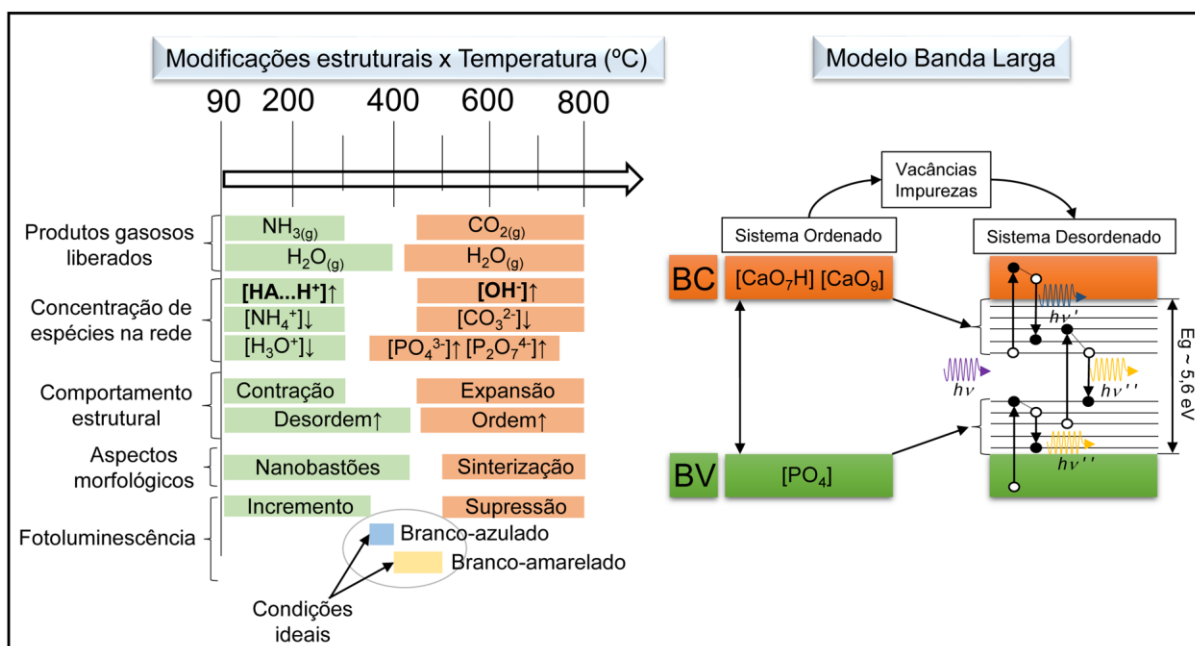 Modificações estruturais x Temperatura (ºC)
90 200 400 600 800
Produtos gasosos
liberados
NH₃(g) CO₂(g)
H₂O(g) H₂O(g)
Concentração de
espécies na rede
[HA...H⁺]↑ [OH⁻]↑
[NH₄⁺]↓ [CO₃²⁻]↓
[H₃O⁺]↓ [PO₄³⁻]↑ [P₂O₇⁴⁻]↑
Comportamento
estrutural
Contração Expansão
Desordem↑ Ordem↑
Aspectos
morfológicos
Nanobastões Sinterização
Fotoluminescência
Incremento Supressão
Branco-azulado
Branco-amarelado
Condições
ideais
Modelo Banda Larga
Vacâncias
Impurezas
Sistema Ordenado Sistema Desordenado
BC [CaO₇H] [CaO₉]
hν'
hν
hν''
Eg ~ 5,6 eV
hν''
BV [PO₄]